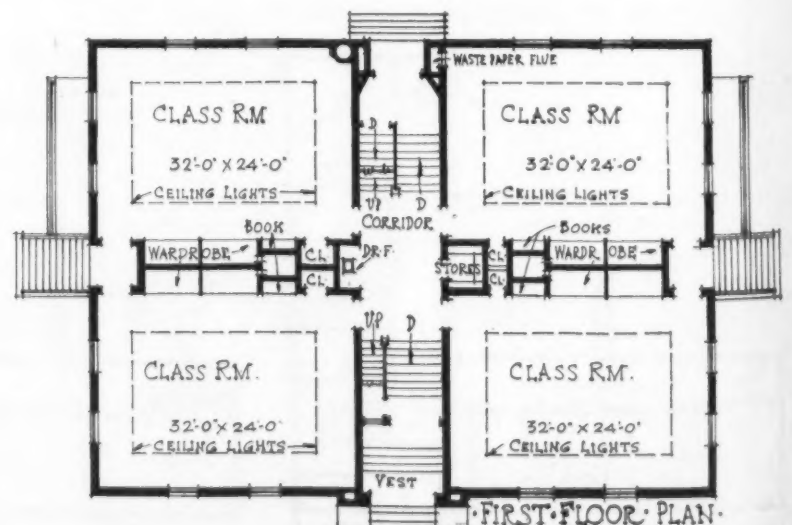 WASTE PAPER FLUE
CLASS RM
32'-0" X 24'-0"
CEILING LIGHTS
D
UP
D
CLASS RM
32'-0" X 24'-0"
CEILING LIGHTS
CORRIDOR
BOOK
WARDROBE
CL.
CL.
DR.F.
STORES
CL.
CL.
BOOKS
WARDROBE
UP
D
CLASS RM.
32'-0" X 24'-0"
CEILING LIGHTS
CLASS RM.
32'-0" X 24'-0"
CEILING LIGHTS
VEST
·FIRST·FLOOR·PLAN·